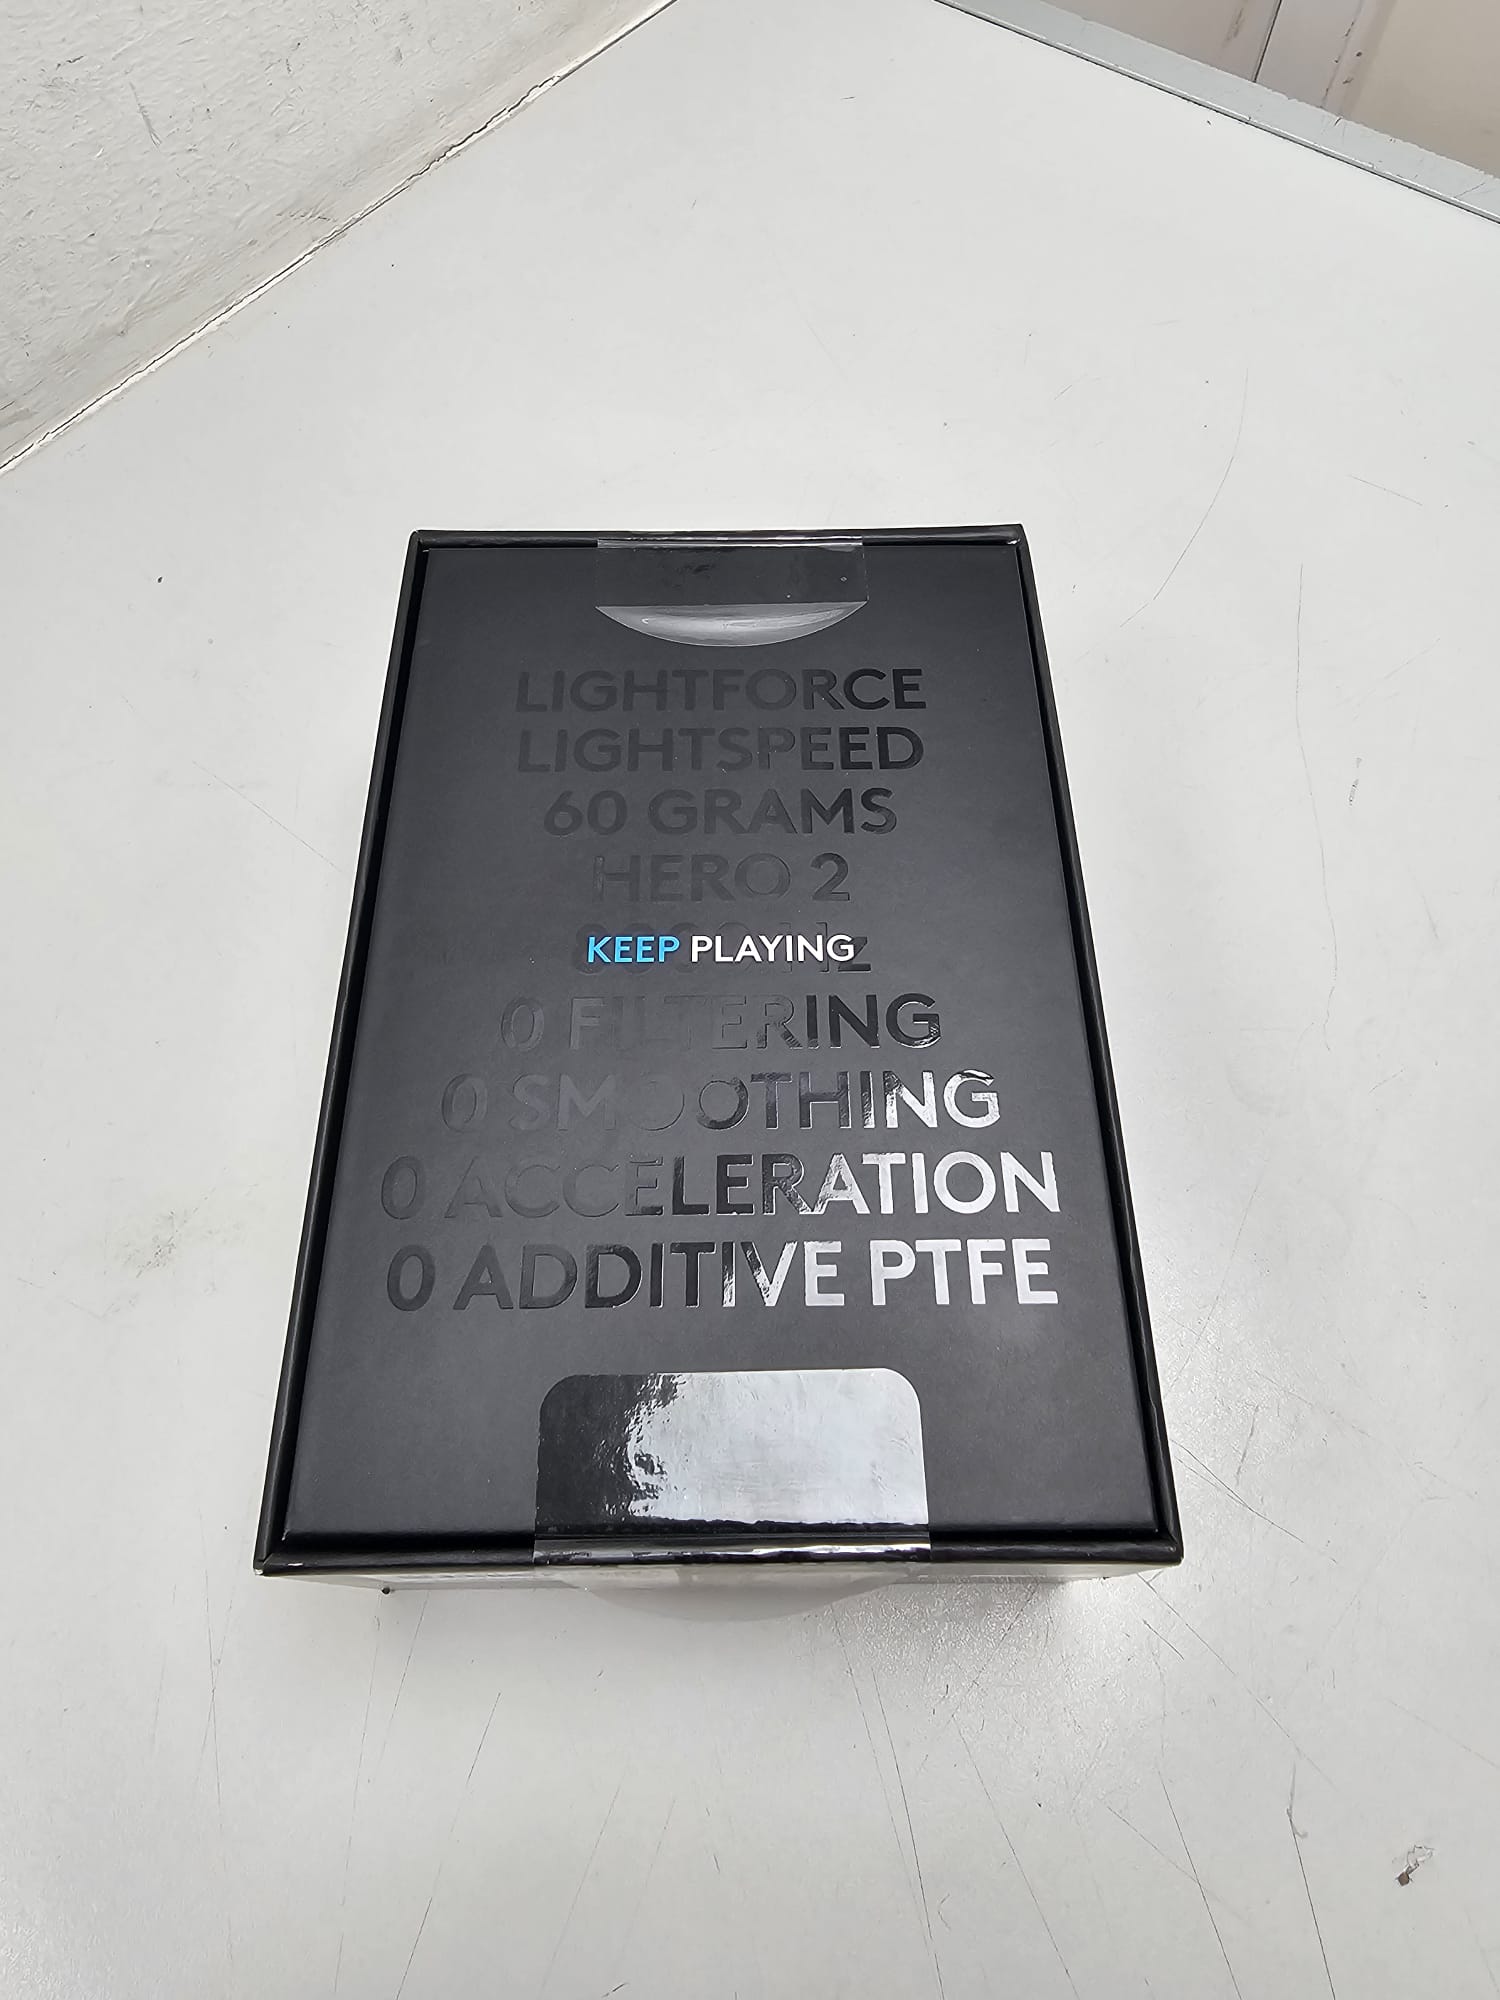 LIGHTFORCE
LIGHTSPEED
60 GRAMS
HERO 2
KEEP PLAYING
0 FILTERING
0 SMOOTHING
0 ACCELERATION
0 ADDITIVE PTFE